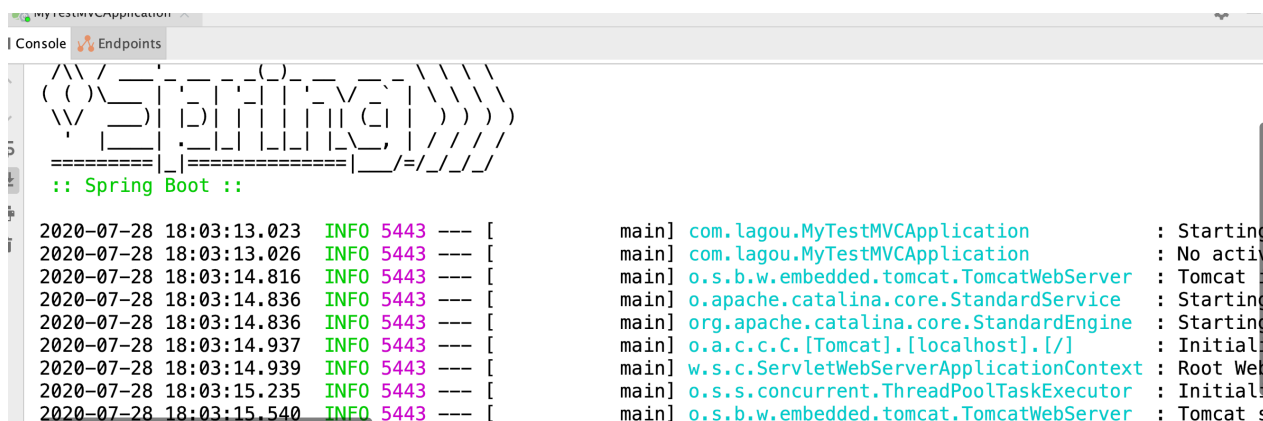 MyTestMVCApplication
Console Endpoints
:: Spring Boot ::
2020-07-28 18:03:13.023 INFO 5443 --- [ main] com.lagou.MyTestMVCApplication : Starting
2020-07-28 18:03:13.026 INFO 5443 --- [ main] com.lagou.MyTestMVCApplication : No activ
2020-07-28 18:03:14.816 INFO 5443 --- [ main] o.s.b.w.embedded.tomcat.TomcatWebServer : Tomcat
2020-07-28 18:03:14.836 INFO 5443 --- [ main] o.apache.catalina.core.StandardService : Starting
2020-07-28 18:03:14.836 INFO 5443 --- [ main] org.apache.catalina.core.StandardEngine : Starting
2020-07-28 18:03:14.937 INFO 5443 --- [ main] o.a.c.c.C.[Tomcat].[localhost].[/] : Initiali
2020-07-28 18:03:14.939 INFO 5443 --- [ main] w.s.c.ServletWebServerApplicationContext : Root Web
2020-07-28 18:03:15.235 INFO 5443 --- [ main] o.s.s.concurrent.ThreadPoolTaskExecutor : Initiali
2020-07-28 18:03:15.540 INFO 5443 --- [ main] o.s.b.w.embedded.tomcat.TomcatWebServer : Tomcat s